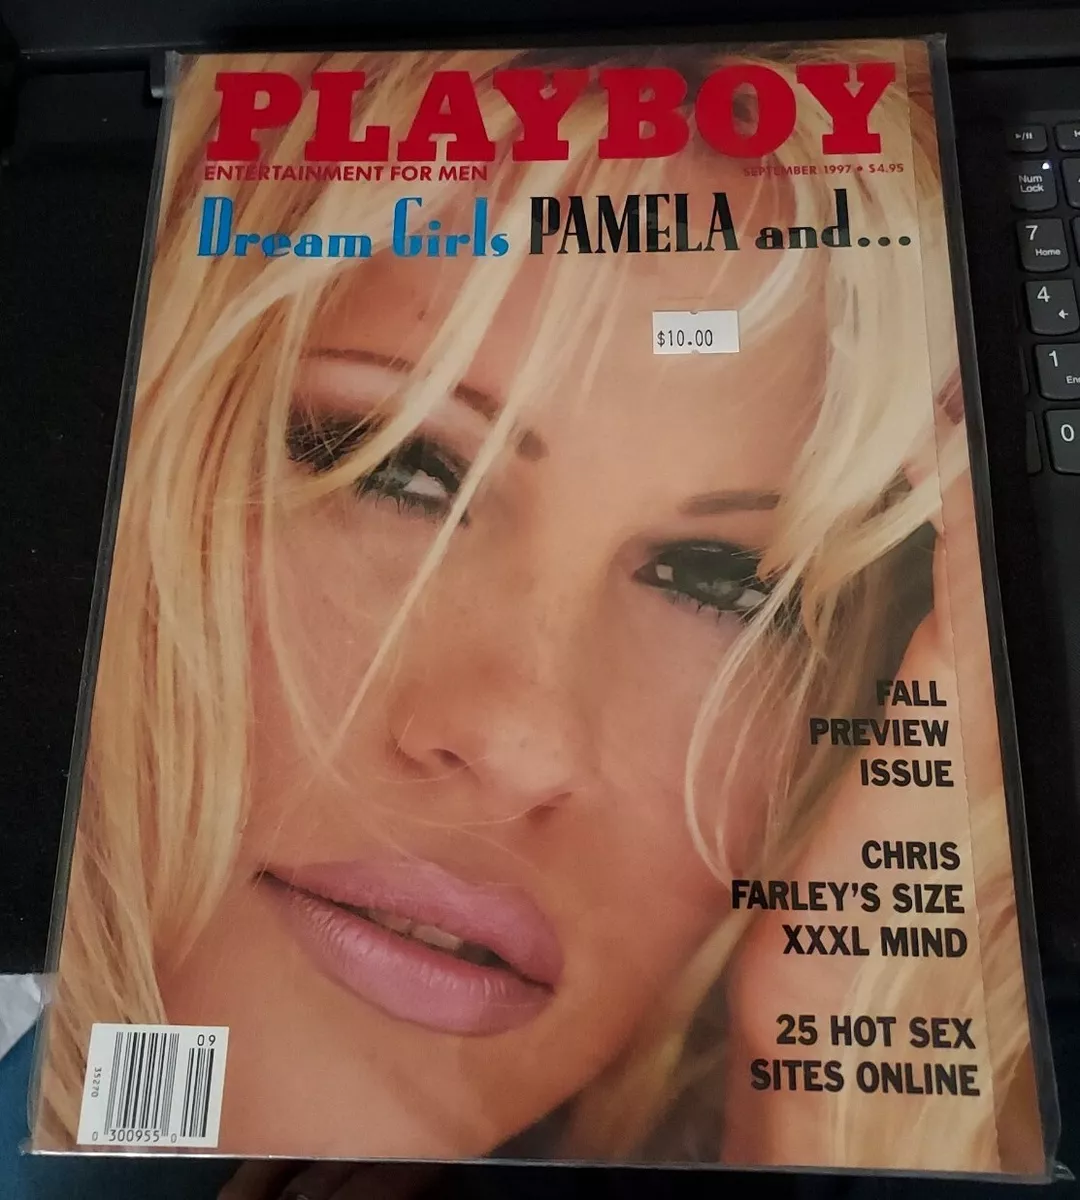 PLAYBOY
ENTERTAINMENT FOR MEN
SEPTEMBER 1997 • $4.95
Dream Girls PAMELA and...
$10.00
FALL
PREVIEW
ISSUE
CHRIS
FARLEY'S SIZE
XXXL MIND
25 HOT SEX
SITES ONLINE
09
35270
0 300955 0
Num
Lock
7
Home
4
1
0